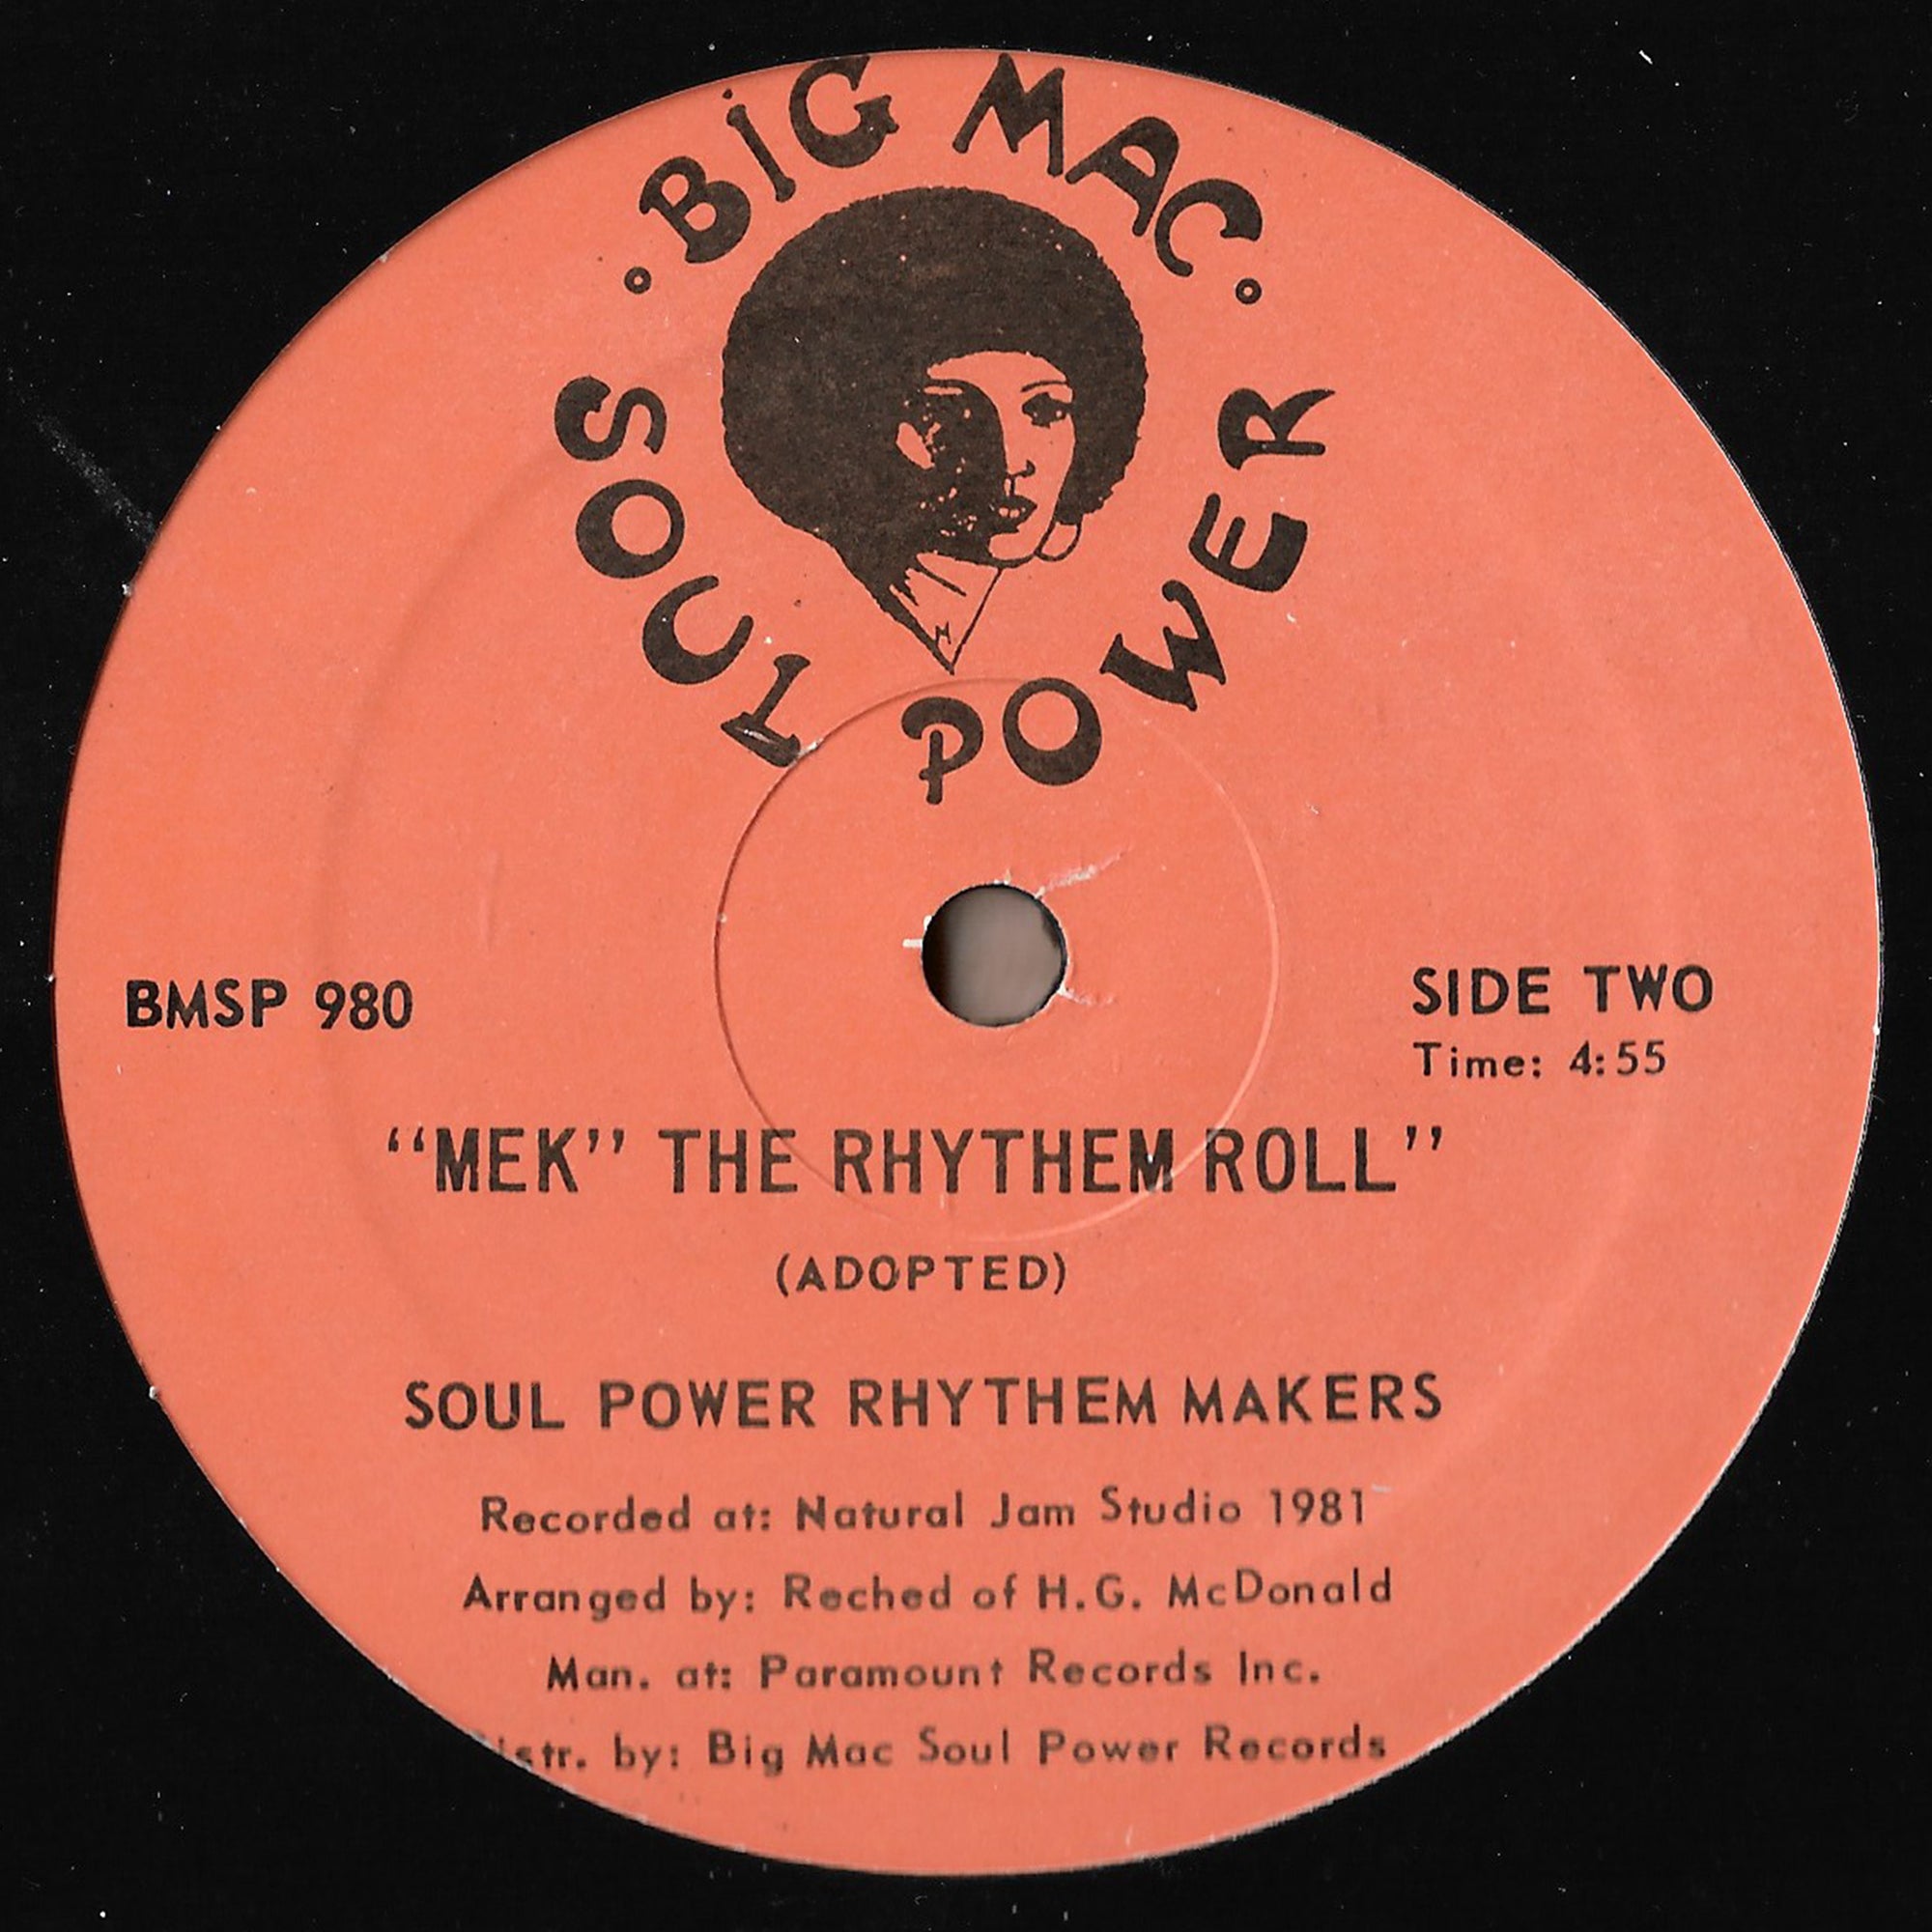 BIG MAC
SOUL POWER
BMSP 980
SIDE TWO
Time: 4:55
“MEK” THE RHYTHEM ROLL”
(ADOPTED)
SOUL POWER RHYTHEM MAKERS
Recorded at: Natural Jam Studio 1981
Arranged by: Reched of H.G. McDonald
Man. at: Paramount Records Inc.
istr. by: Big Mac Soul Power Records